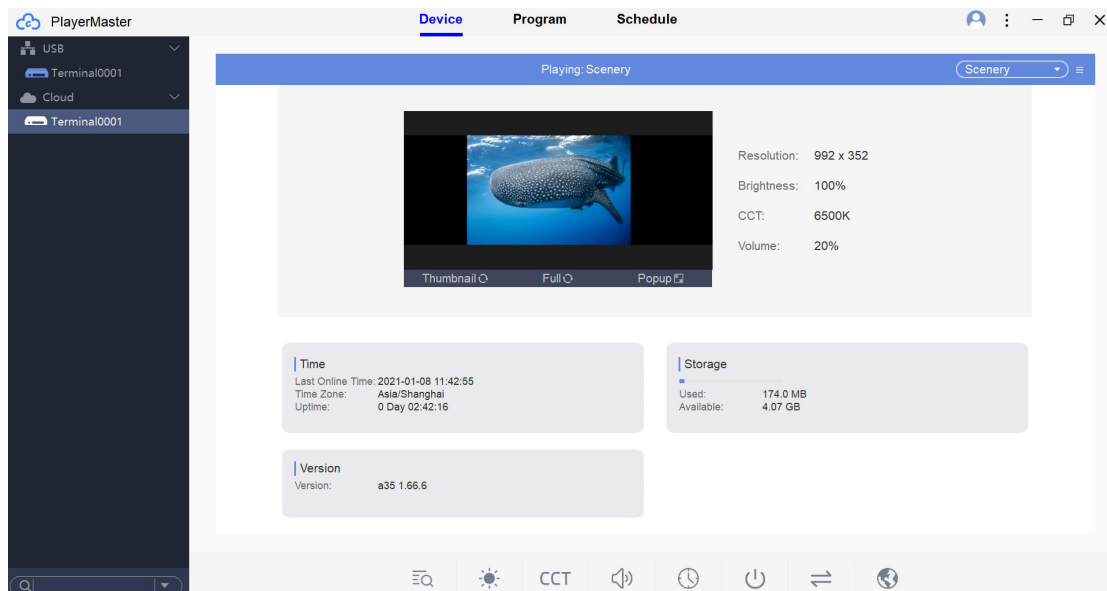 PlayerMaster
Device Program Schedule
USB
Terminal0001
Cloud
Terminal0001
Playing: Scenery
Scenery
Thumbnail Full Popup
Resolution: 992 x 352
Brightness: 100%
CCT: 6500K
Volume: 20%
Time
Last Online Time: 2021-01-08 11:42:55
Time Zone: Asia/Shanghai
Uptime: 0 Day 02:42:16
Storage
Used: 174.0 MB
Available: 4.07 GB
Version
Version: a35 1.66.6
CCT